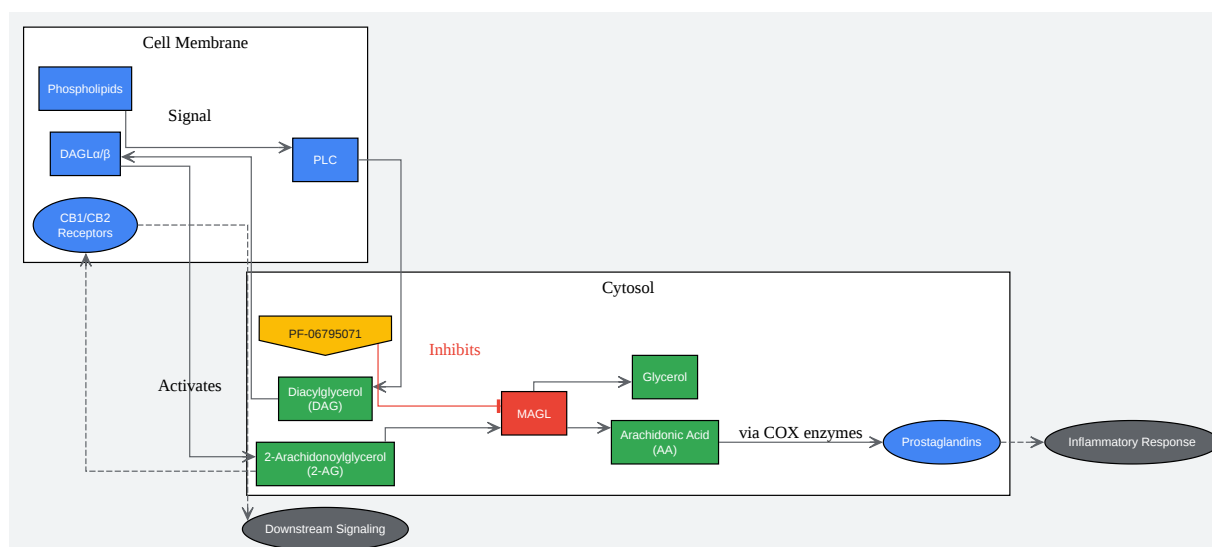 Cell Membrane
Phospholipids
Signal
DAGLα/β
PLC
CB1/CB2
Receptors
Cytosol
PF-06795071
Inhibits
Glycerol
Activates
Diacylglycerol
(DAG)
MAGL
Arachidonic Acid
(AA)
via COX enzymes
Prostaglandins
Inflammatory Response
2-Arachidonoylglycerol
(2-AG)
Downstream Signaling